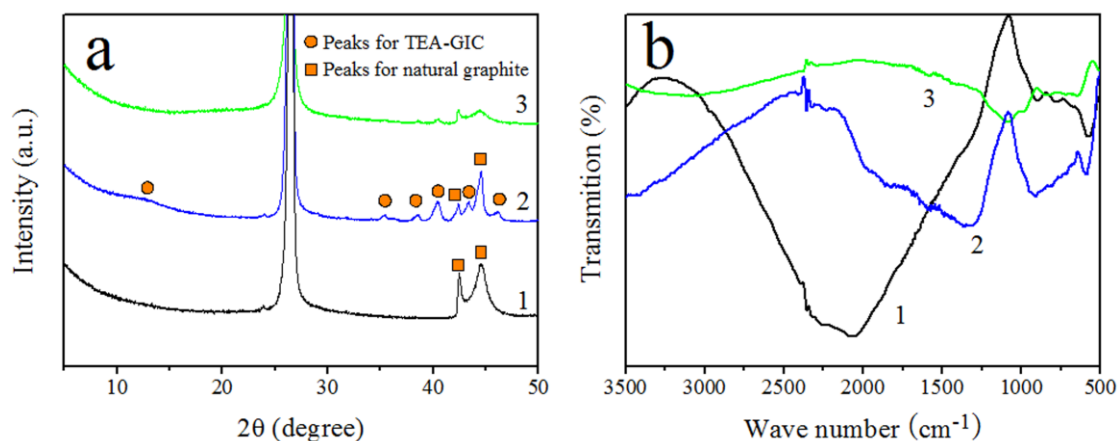 a
Peaks for TEA-GIC
Peaks for natural graphite
3
2
1
Intensity (a.u.)
10
20
30
40
50
2θ (degree)
b
3
2
1
Transmition (%)
3500
3000
2500
2000
1500
1000
500
Wave number (cm⁻¹)